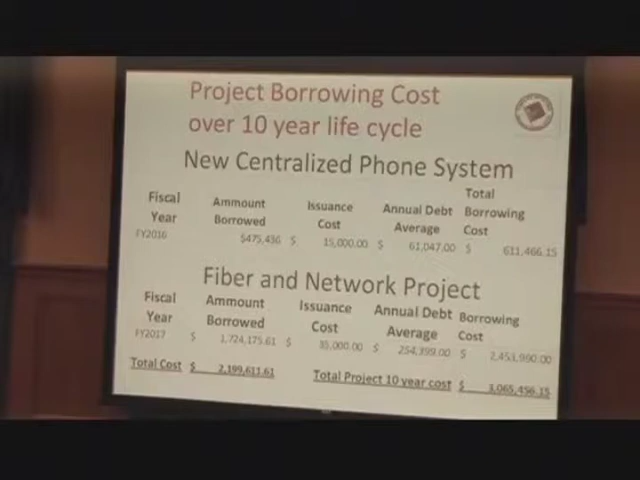 Project Borrowing Cost
over 10 year life cycle
New Centralized Phone System
Total
Fiscal Ammount Issuance Annual Debt Borrowing
Year Borrowed Cost Average Cost
FY2016 $475,436 $ 15,000.00 $ 61,047.00 $ 611,466.15
Fiber and Network Project
Fiscal Ammount Issuance Annual Debt Borrowing
Year Borrowed Cost Average Cost
FY2017 $ 1,724,175.61 $ 35,000.00 $ 254,399.00 $ 2,453,990.00
Total Cost $ 2,199,611.61 Total Project 10 year cost $ 3,065,456.15